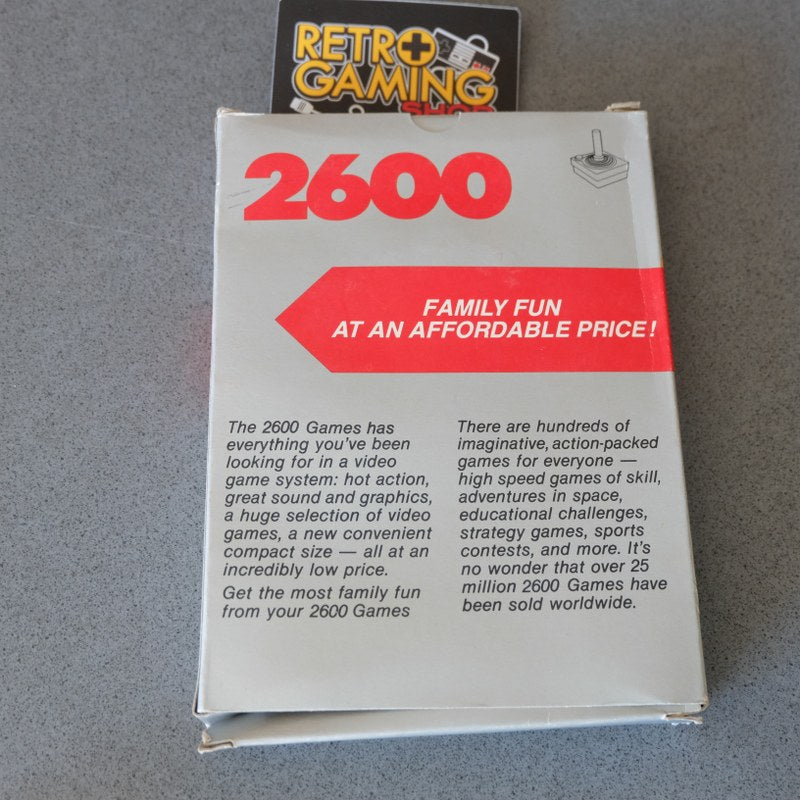 RETRO
GAMING
SHOP
2600
FAMILY FUN
AT AN AFFORDABLE PRICE!
The 2600 Games has
everything you've been
looking for in a video
game system: hot action,
great sound and graphics,
a huge selection of video
games, a new convenient
compact size — all at an
incredibly low price.
Get the most family fun
from your 2600 Games
There are hundreds of
imaginative, action-packed
games for everyone —
high speed games of skill,
adventures in space,
educational challenges,
strategy games, sports
contests, and more. It's
no wonder that over 25
million 2600 Games have
been sold worldwide.